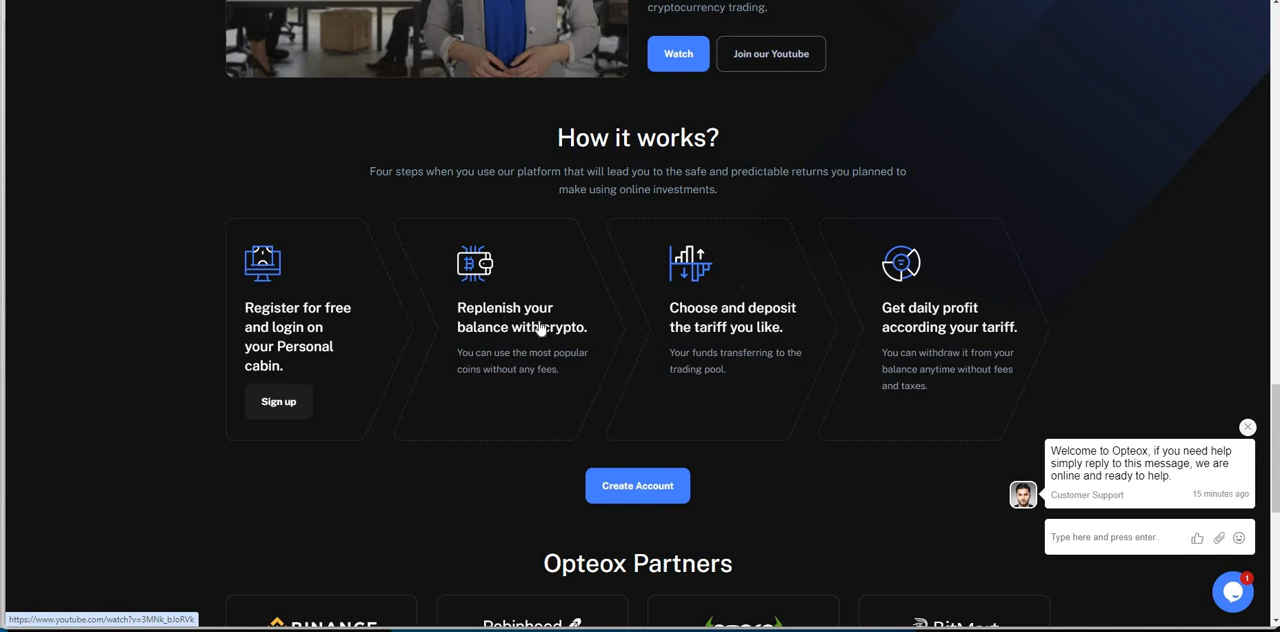 cryptocurrency trading.
Watch
Join our Youtube
How it works?
Four steps when you use our platform that will lead you to the safe and predictable returns you planned to
make using online investments.
Register for free
and login on
your Personal
cabin.
Sign up
Replenish your
balance with crypto.
You can use the most popular
coins without any fees.
Choose and deposit
the tariff you like.
Your funds transferring to the
trading pool.
Get daily profit
according your tariff.
You can withdraw it from your
balance anytime without fees
and taxes.
Create Account
Welcome to Opteox, if you need help
simply reply to this message, we are
online and ready to help.
Customer Support
15 minutes ago
Type here and press enter..
1
Opteox Partners
BINANCE
Robinhood
BitMart
https://www.youtube.com/watch?v=3MNk_bJoRVk